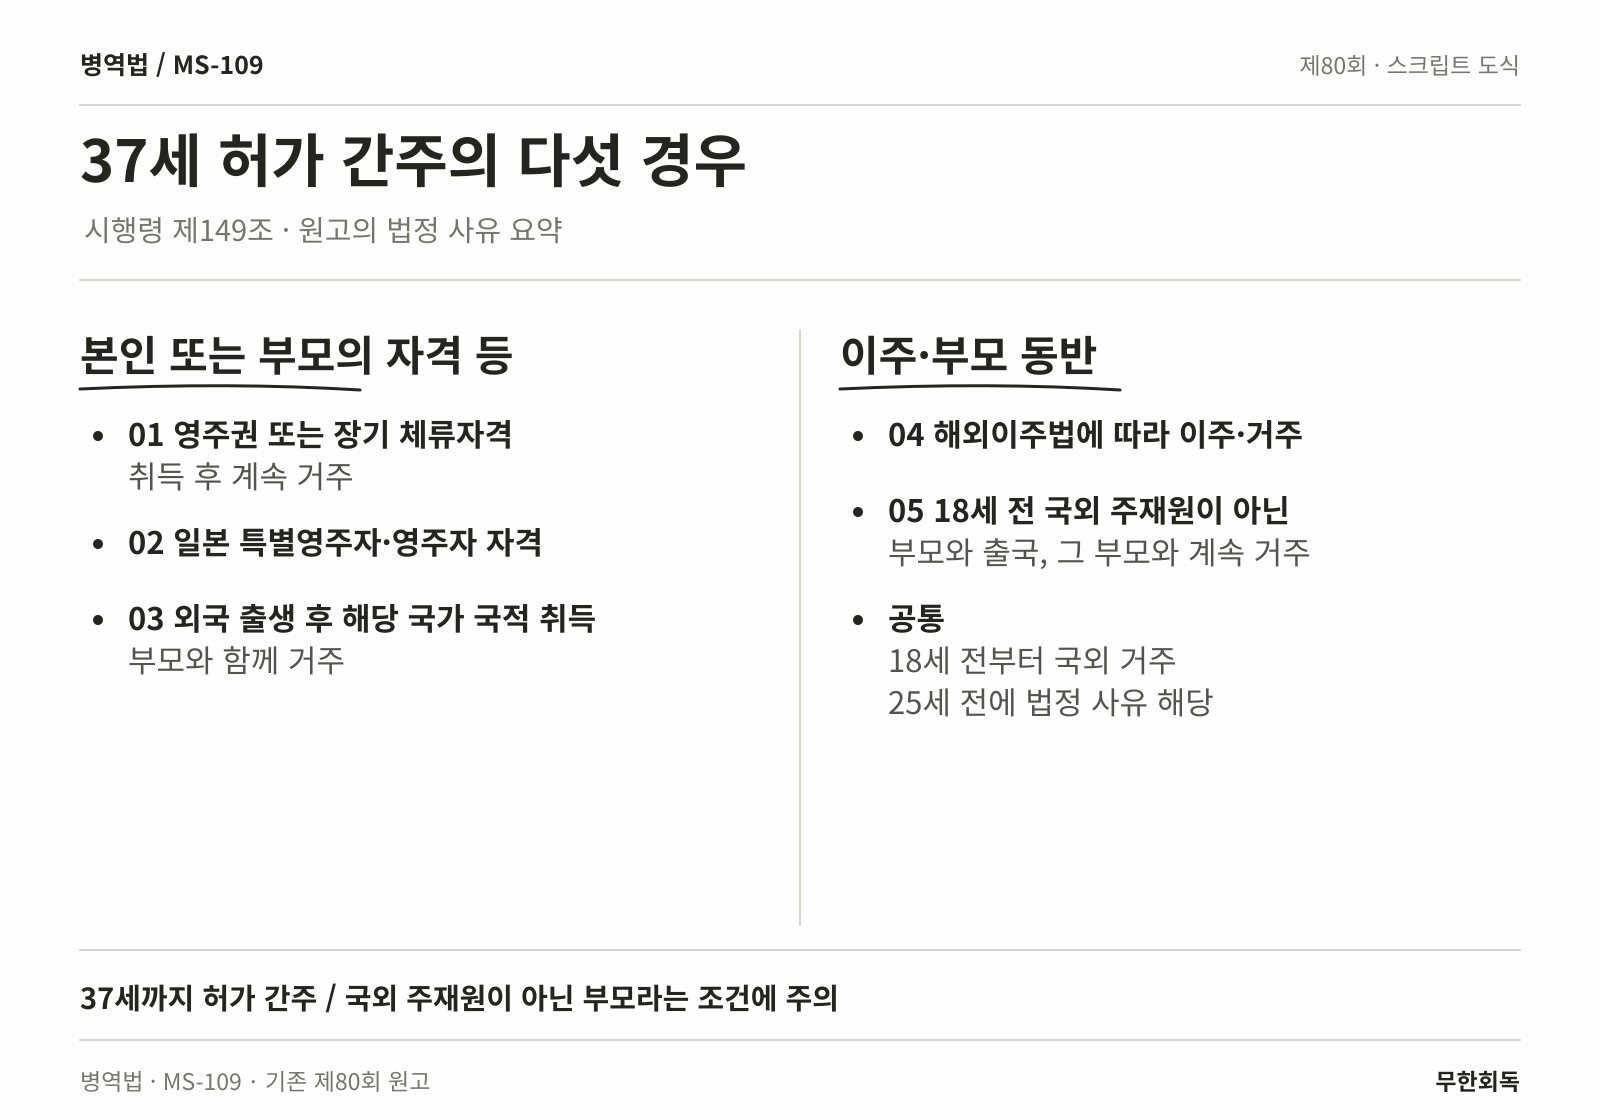 병역법 / MS-109
제80회 · 스크립트 도식
37세 허가 간주의 다섯 경우
시행령 제149조 · 원고의 법정 사유 요약
본인 또는 부모의 자격 등
• 01 영주권 또는 장기 체류자격
취득 후 계속 거주
• 02 일본 특별영주자·영주자 자격
• 03 외국 출생 후 해당 국가 국적 취득
부모와 함께 거주
이주·부모 동반
• 04 해외이주법에 따라 이주·거주
• 05 18세 전 국외 주재원이 아닌
부모와 출국, 그 부모와 계속 거주
• 공통
18세 전부터 국외 거주
25세 전에 법정 사유 해당
37세까지 허가 간주 / 국외 주재원이 아닌 부모라는 조건에 주의
병역법 · MS-109 · 기존 제80회 원고
무한회독